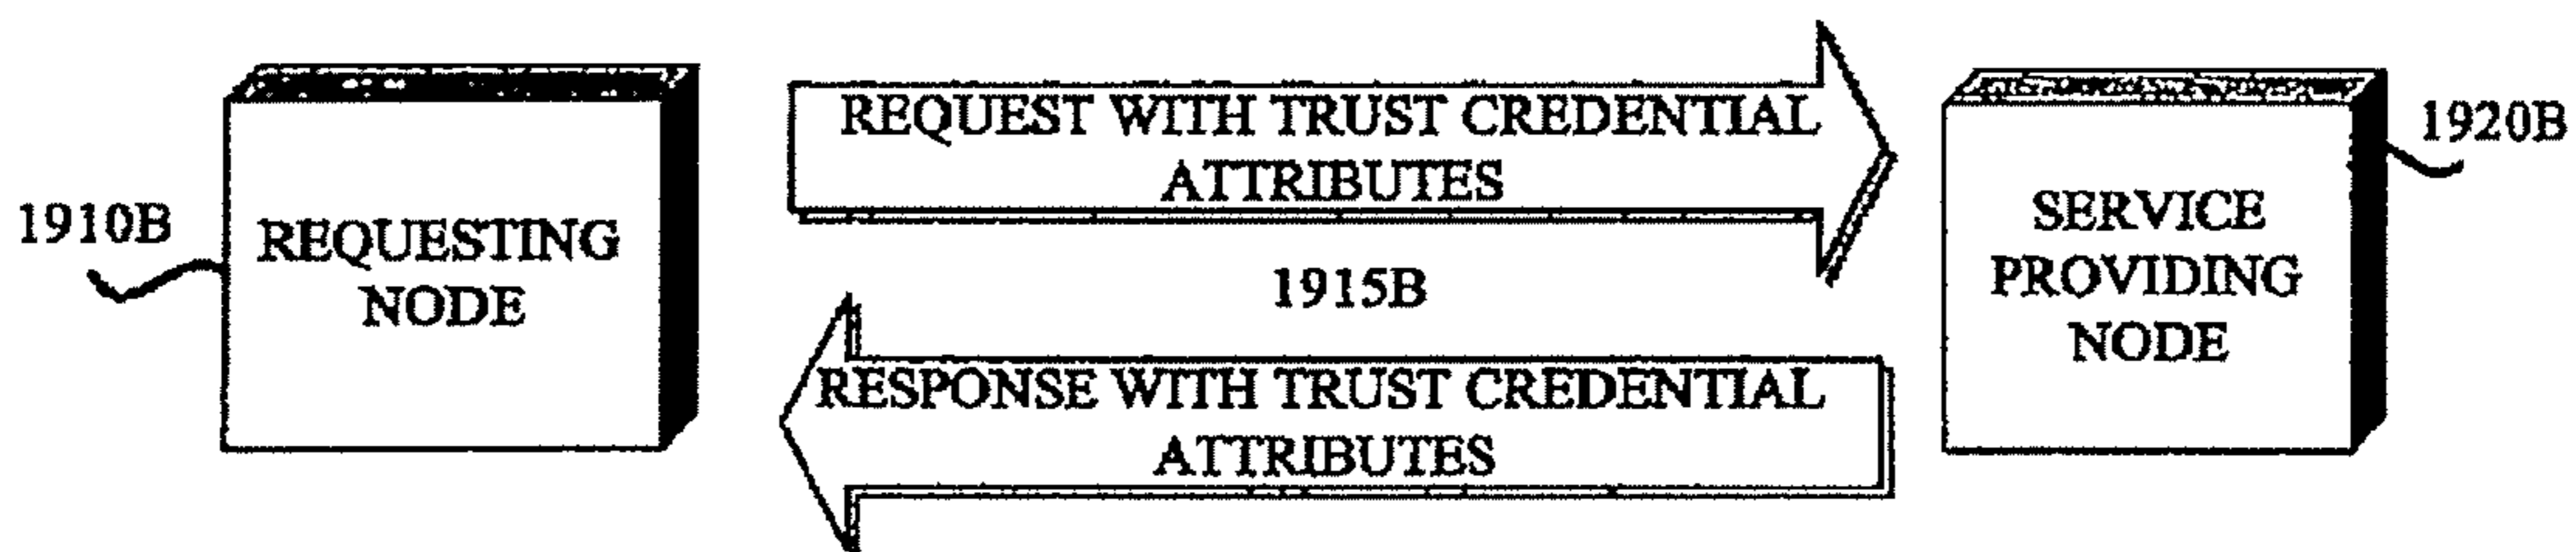 1910B
REQUESTING
NODE
REQUEST WITH TRUST CREDENTIAL
ATTRIBUTES
1915B
RESPONSE WITH TRUST CREDENTIAL
ATTRIBUTES
SERVICE
PROVIDING
NODE
1920B